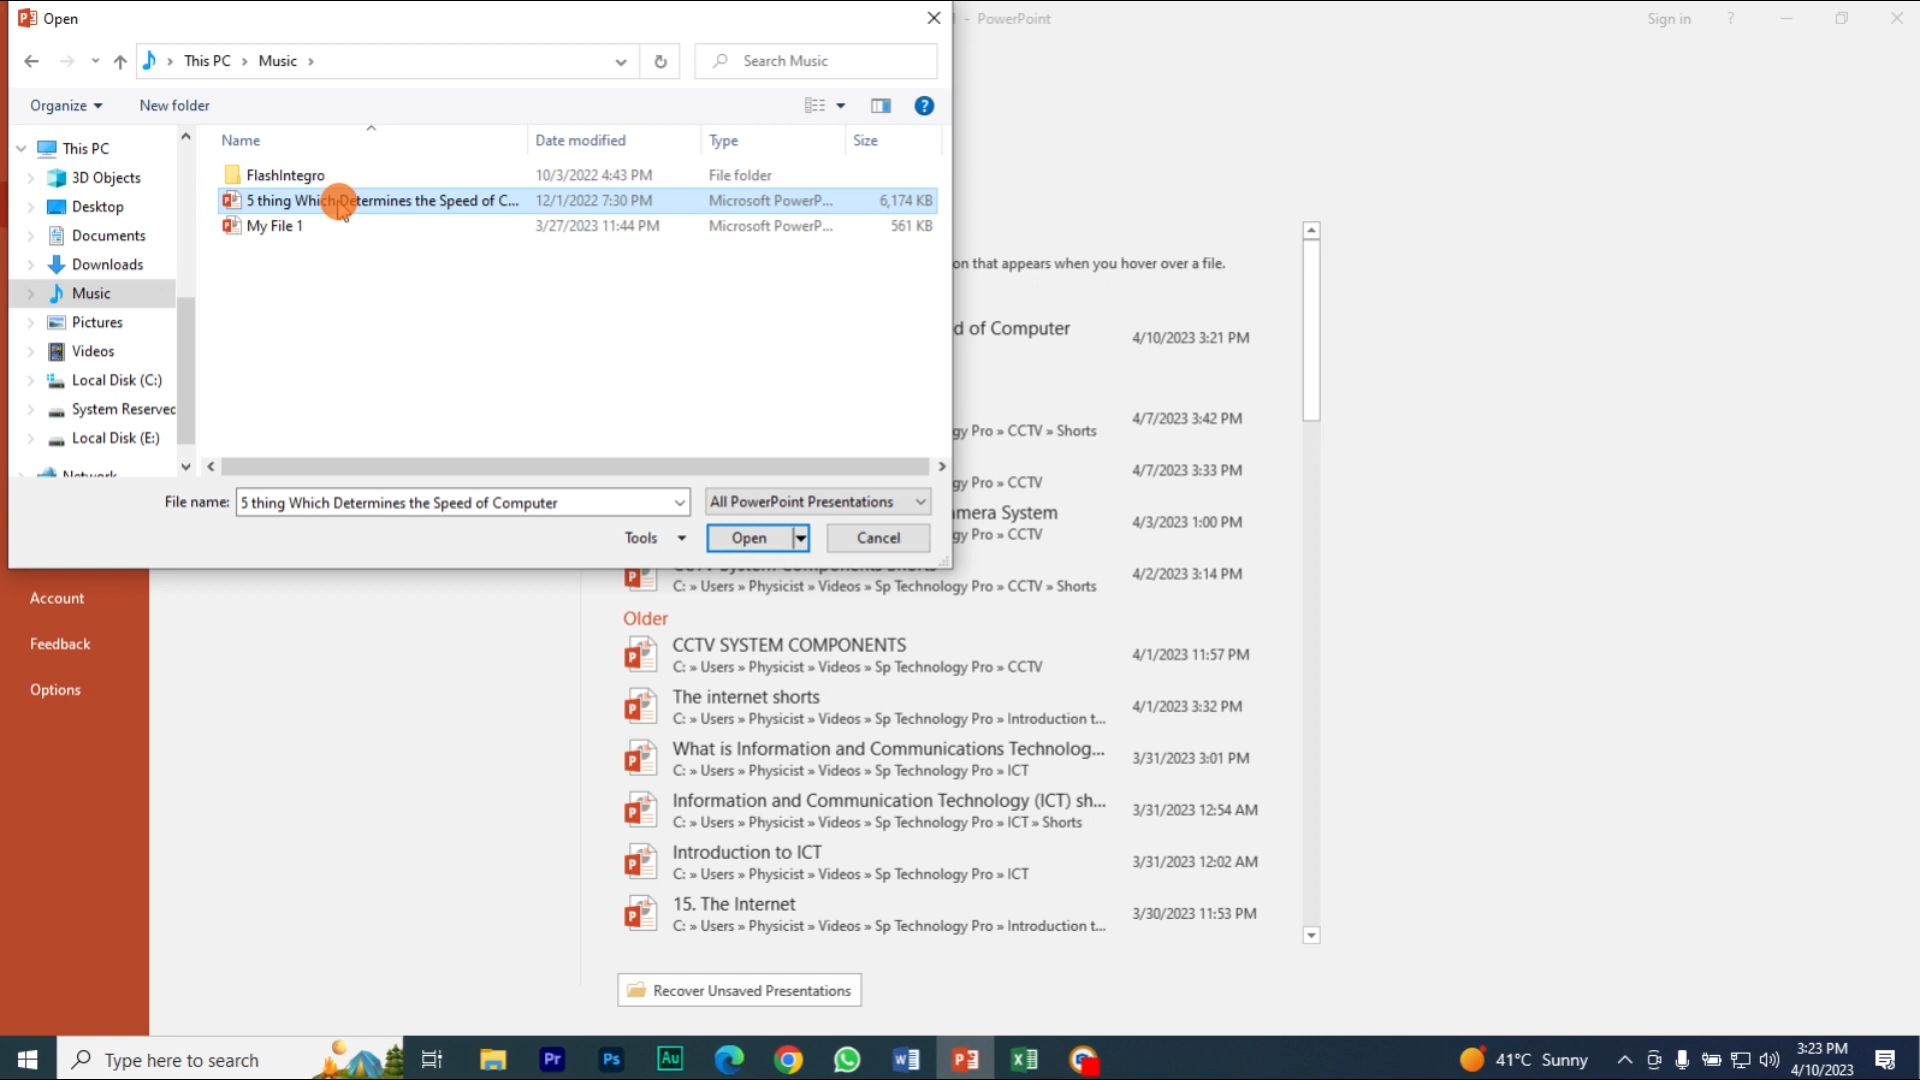 Open
- PowerPoint
Sign in
?
This PC
Music
Search Music
Organize
New folder
?
Name
Date modified
Type
Size
This PC
3D Objects
Desktop
Documents
Downloads
Music
Pictures
Videos
Local Disk (C:)
System Reserved
Local Disk (E:)
Network
FlashIntegro 10/3/2022 4:43 PM File folder
5 thing Which Determines the Speed of C... 12/1/2022 7:30 PM Microsoft PowerP... 6,174 KB
My File 1 3/27/2023 11:44 PM Microsoft PowerP... 561 KB
File name: 5 thing Which Determines the Speed of Computer
All PowerPoint Presentations
Tools
Open
Cancel
on that appears when you hover over a file.
d of Computer
4/10/2023 3:21 PM
4/7/2023 3:42 PM
gy Pro » CCTV » Shorts
4/7/2023 3:33 PM
gy Pro » CCTV
amera System
4/3/2023 1:00 PM
gy Pro » CCTV
4/2/2023 3:14 PM
C: » Users » Physicist » Videos » Sp Technology Pro » CCTV » Shorts
Older
CCTV SYSTEM COMPONENTS
C: » Users » Physicist » Videos » Sp Technology Pro » CCTV
4/1/2023 11:57 PM
The internet shorts
C: » Users » Physicist » Videos » Sp Technology Pro » Introduction t...
4/1/2023 3:32 PM
What is Information and Communications Technolog...
C: » Users » Physicist » Videos » Sp Technology Pro » ICT
3/31/2023 3:01 PM
Information and Communication Technology (ICT) sh...
C: » Users » Physicist » Videos » Sp Technology Pro » ICT » Shorts
3/31/2023 12:54 AM
Introduction to ICT
C: » Users » Physicist » Videos » Sp Technology Pro » ICT
3/31/2023 12:02 AM
15. The Internet
C: » Users » Physicist » Videos » Sp Technology Pro » Introduction t...
3/30/2023 11:53 PM
Recover Unsaved Presentations
Account
Feedback
Options
Type here to search
Pr
Ps
Au
41°C Sunny
3:23 PM
4/10/2023